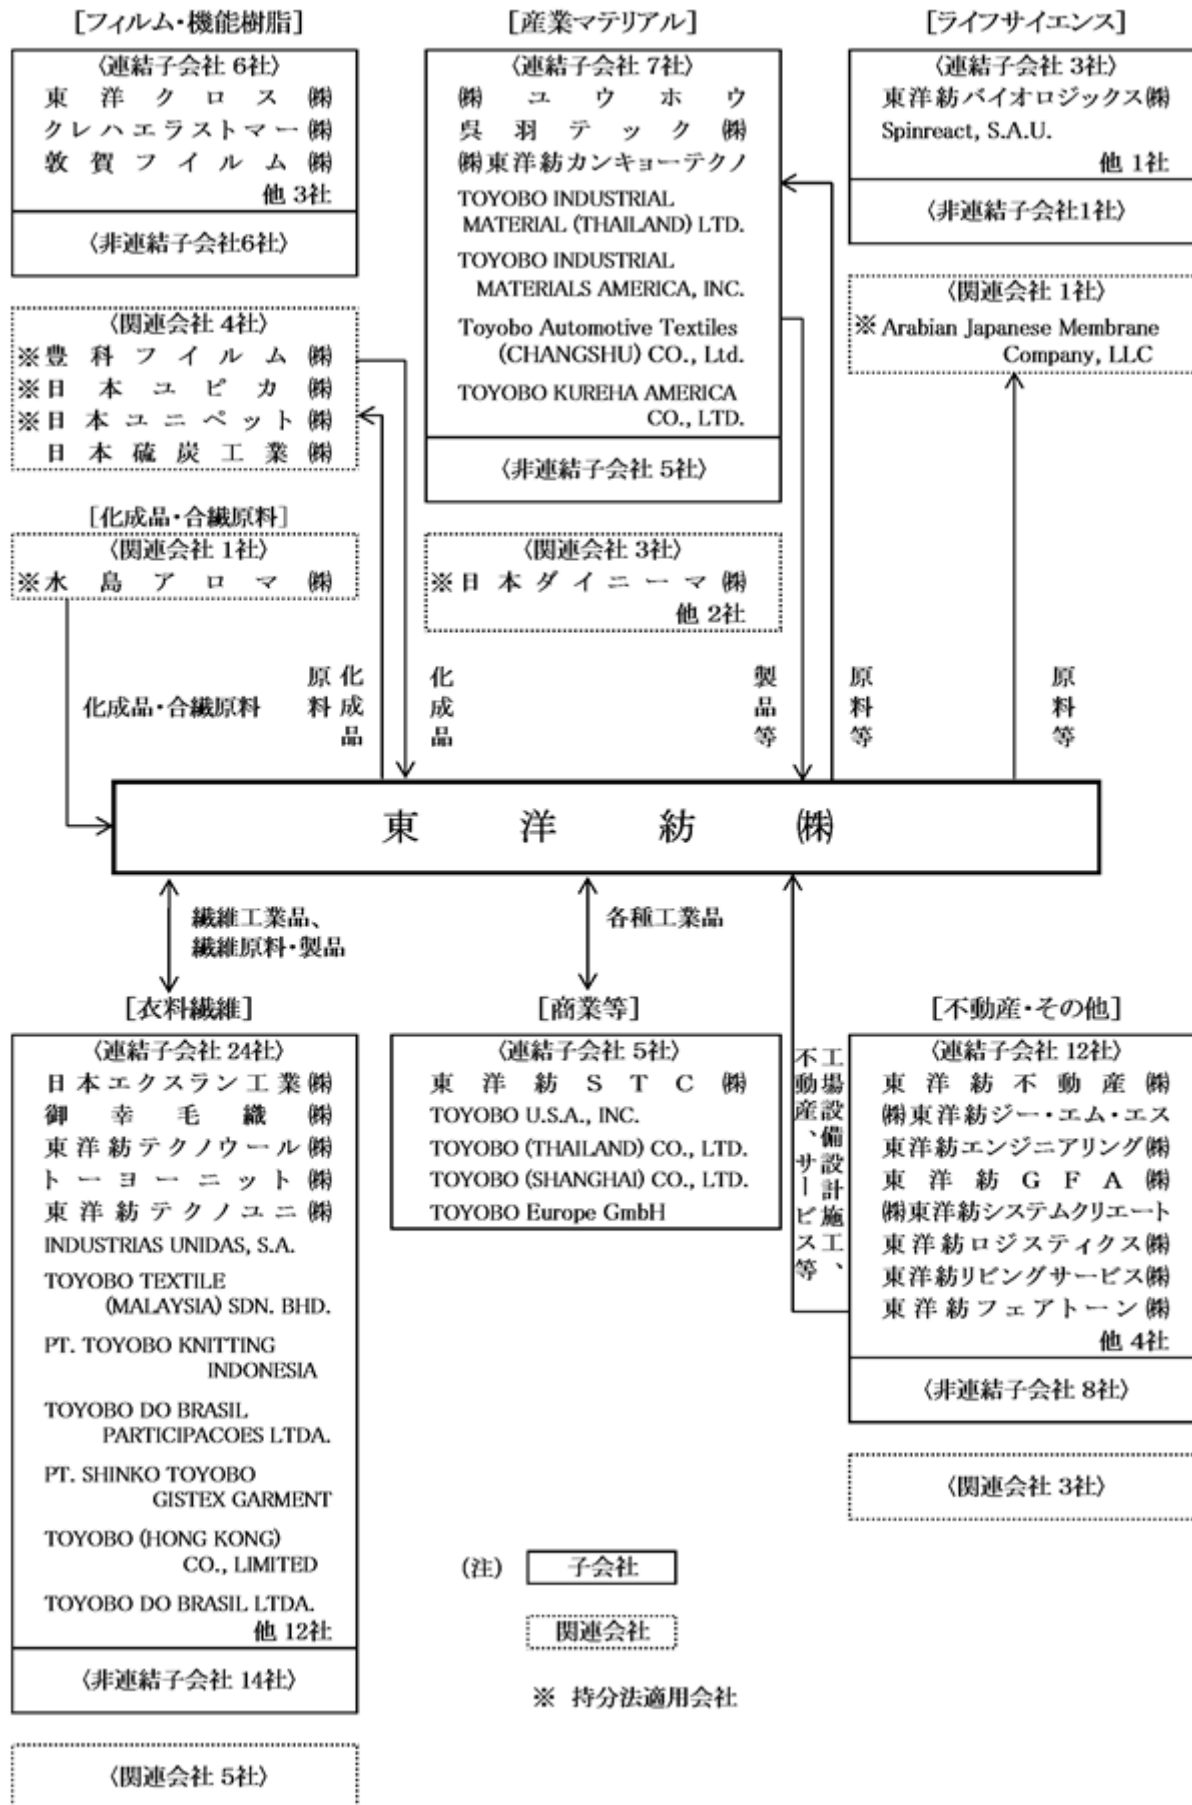 [フィルム・機能樹脂]
〈連結子会社 6社〉
東洋クロス㈱
クレハエラストマー㈱
敦賀フイルム㈱
他 3社
〈非連結子会社6社〉
〈関連会社 4社〉
※豊科フイルム㈱
※日本ユピカ㈱
※日本ユニペット㈱
日本硫炭工業㈱
[化成品・合繊原料]
〈関連会社 1社〉
※水島アロマ㈱
[産業マテリアル]
〈連結子会社 7社〉
㈱ユウホウ
呉羽テック㈱
㈱東洋紡カンキョーテクノ
TOYOBO INDUSTRIAL
MATERIAL (THAILAND) LTD.
TOYOBO INDUSTRIAL
MATERIALS AMERICA, INC.
Toyobo Automotive Textiles
(CHANGSHU) CO., Ltd.
TOYOBO KUREHA AMERICA
CO., LTD.
〈非連結子会社 5社〉
〈関連会社 3社〉
※日本ダイニーマ㈱
他 2社
[ライフサイエンス]
〈連結子会社 3社〉
東洋紡バイオロジックス㈱
Spinreact, S.A.U.
他 1社
〈非連結子会社1社〉
〈関連会社 1社〉
※Arabian Japanese Membrane
Company, LLC
化成品・合繊原料
化成品
原料
化成品
製品等
原料等
原料等
東洋紡㈱
繊維工業品、
繊維原料・製品
各種工業品
工場設備設計施工、
不動産、サービス等
[衣料繊維]
〈連結子会社 24社〉
日本エクスラン工業㈱
御幸毛織㈱
東洋紡テクノウール㈱
トーヨーニット㈱
東洋紡テクノユニ㈱
INDUSTRIAS UNIDAS, S.A.
TOYOBO TEXTILE
(MALAYSIA) SDN. BHD.
PT. TOYOBO KNITTING
INDONESIA
TOYOBO DO BRASIL
PARTICIPACOES LTDA.
PT. SHINKO TOYOBO
GISTEX GARMENT
TOYOBO (HONG KONG)
CO., LIMITED
TOYOBO DO BRASIL LTDA.
他 12社
〈非連結子会社 14社〉
〈関連会社 5社〉
[商業等]
〈連結子会社 5社〉
東洋紡STC㈱
TOYOBO U.S.A., INC.
TOYOBO (THAILAND) CO., LTD.
TOYOBO (SHANGHAI) CO., LTD.
TOYOBO Europe GmbH
[不動産・その他]
〈連結子会社 12社〉
東洋紡不動産㈱
㈱東洋紡ジー・エム・エス
東洋紡エンジニアリング㈱
東洋紡GFA㈱
㈱東洋紡システムクリエート
東洋紡ロジスティクス㈱
東洋紡リビングサービス㈱
東洋紡フェアトーン㈱
他 4社
〈非連結子会社 8社〉
〈関連会社 3社〉
(注) 子会社
関連会社
※ 持分法適用会社